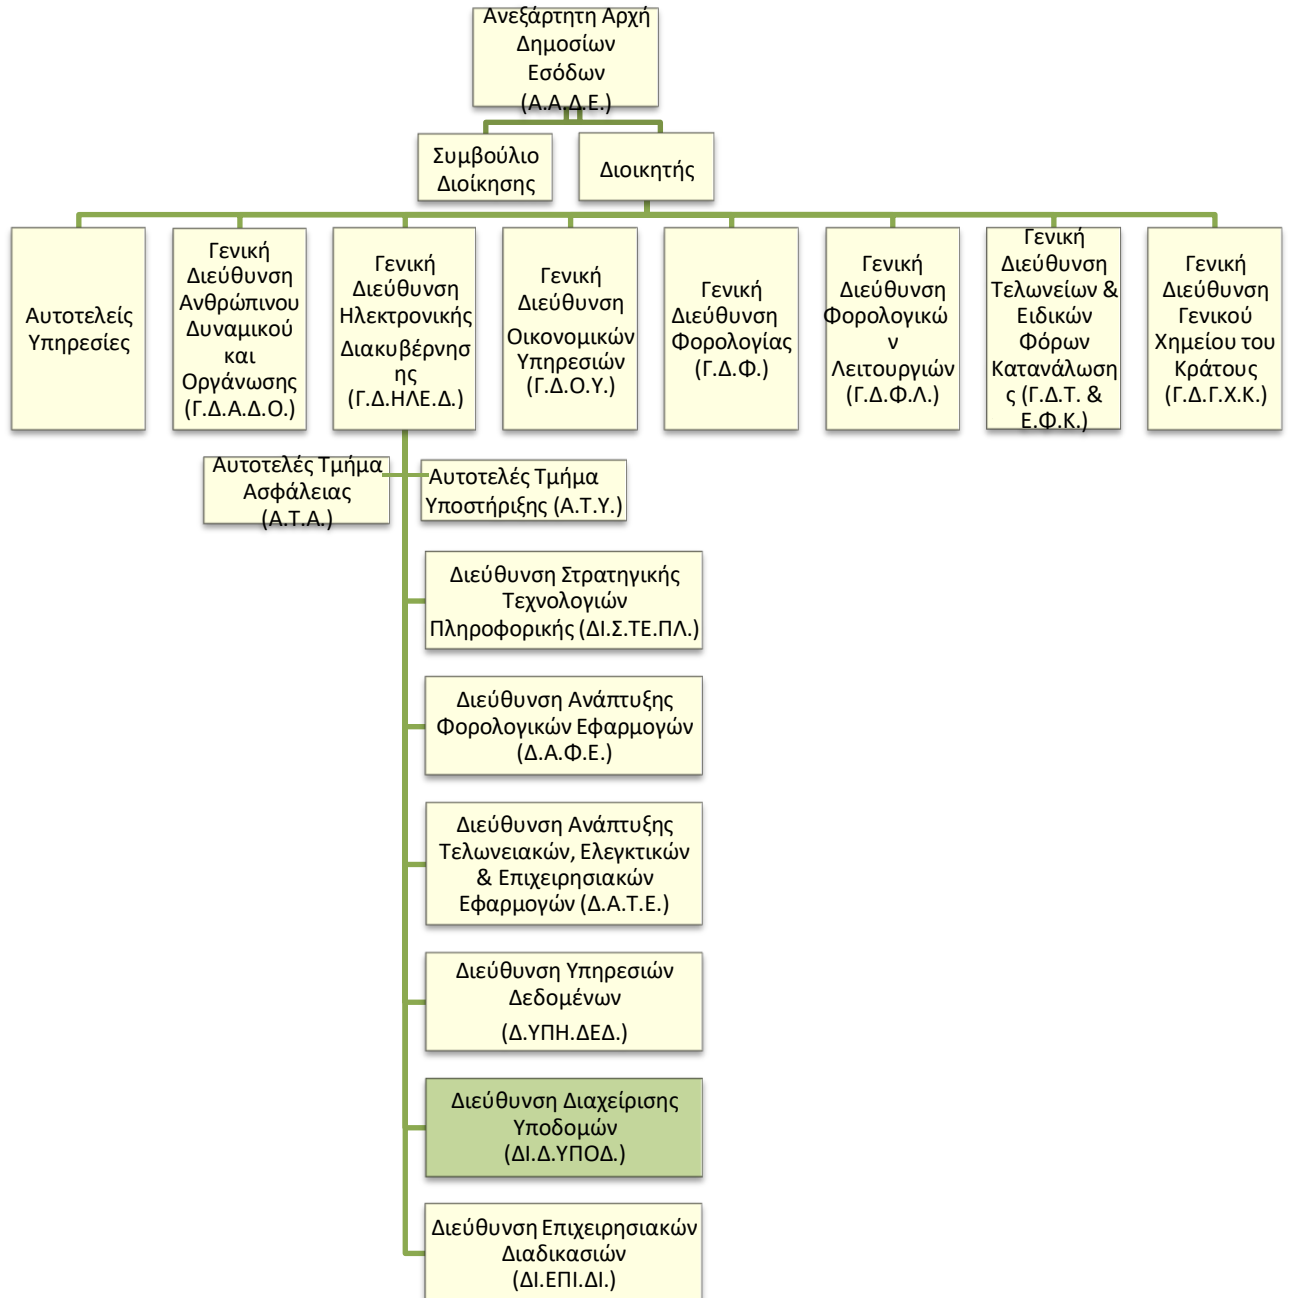 Ανεξάρτητη Αρχή
Δημοσίων
Εσόδων
(Α.Α.Δ.Ε.)
Συμβούλιο
Διοίκησης
Διοικητής
Αυτοτελείς
Υπηρεσίες
Γενική
Διεύθυνση
Ανθρώπινου
Δυναμικού
και
Οργάνωσης
(Γ.Δ.Α.Δ.Ο.)
Γενική
Διεύθυνση
Ηλεκτρονικής
Διακυβέρνησ
ης
(Γ.Δ.ΗΛΕ.Δ.)
Γενική
Διεύθυνση
Οικονομικών
Υπηρεσιών
(Γ.Δ.Ο.Υ.)
Γενική
Διεύθυνση
Φορολογίας
(Γ.Δ.Φ.)
Γενική
Διεύθυνση
Φορολογικώ
ν
Λειτουργιών
(Γ.Δ.Φ.Λ.)
Γενική
Διεύθυνση
Τελωνείων &
Ειδικών
Φόρων
Κατανάλωση
ς (Γ.Δ.Τ. &
Ε.Φ.Κ.)
Γενική
Διεύθυνση
Γενικού
Χημείου του
Κράτους
(Γ.Δ.Γ.Χ.Κ.)
Αυτοτελές Τμήμα
Ασφάλειας
(Α.Τ.Α.)
Αυτοτελές Τμήμα
Υποστήριξης (Α.Τ.Υ.)
Διεύθυνση Στρατηγικής
Τεχνολογιών
Πληροφορικής (ΔΙ.Σ.ΤΕ.ΠΛ.)
Διεύθυνση Ανάπτυξης
Φορολογικών Εφαρμογών
(Δ.Α.Φ.Ε.)
Διεύθυνση Ανάπτυξης
Τελωνειακών, Ελεγκτικών
& Επιχειρησιακών
Εφαρμογών (Δ.Α.Τ.Ε.)
Διεύθυνση Υπηρεσιών
Δεδομένων
(Δ.ΥΠΗ.ΔΕΔ.)
Διεύθυνση Διαχείρισης
Υποδομών
(ΔΙ.Δ.ΥΠΟΔ.)
Διεύθυνση Επιχειρησιακών
Διαδικασιών
(ΔΙ.ΕΠΙ.ΔΙ.)